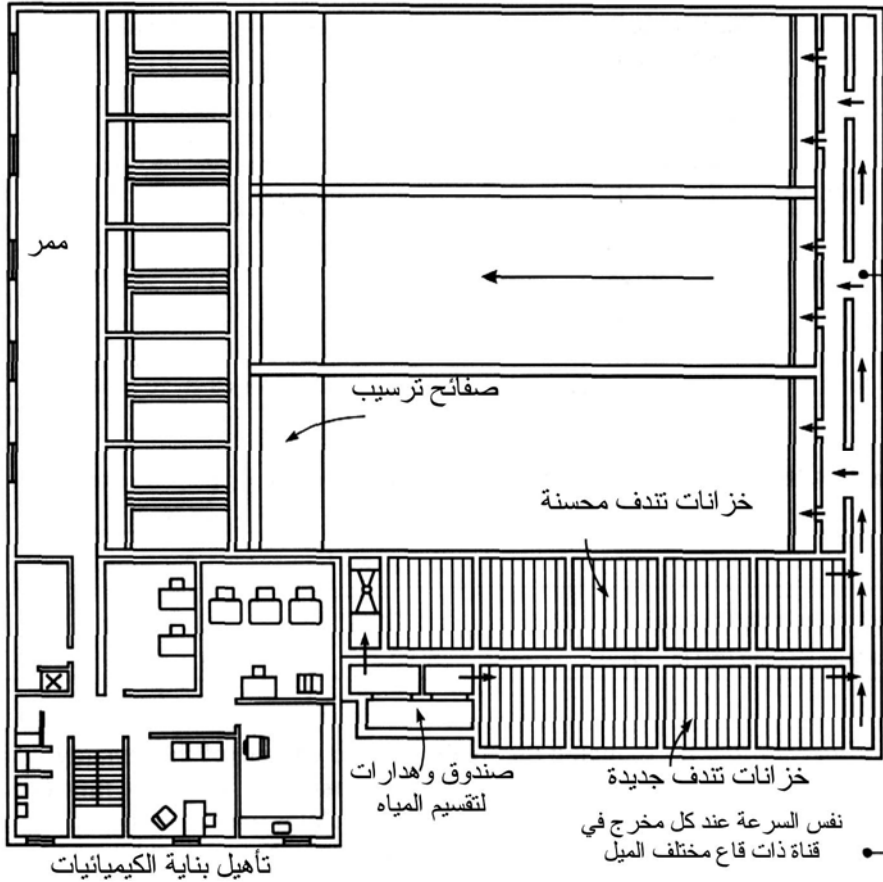 ممر
صفائح ترسيب
خزانات تندف محسنة
صندوق وهدارات
لتقسيم المياه
خزانات تندف جديدة
نفس السرعة عند كل مخرج في
قناة ذات قاع مختلف الميل
تأهيل بناية الكيميائيات